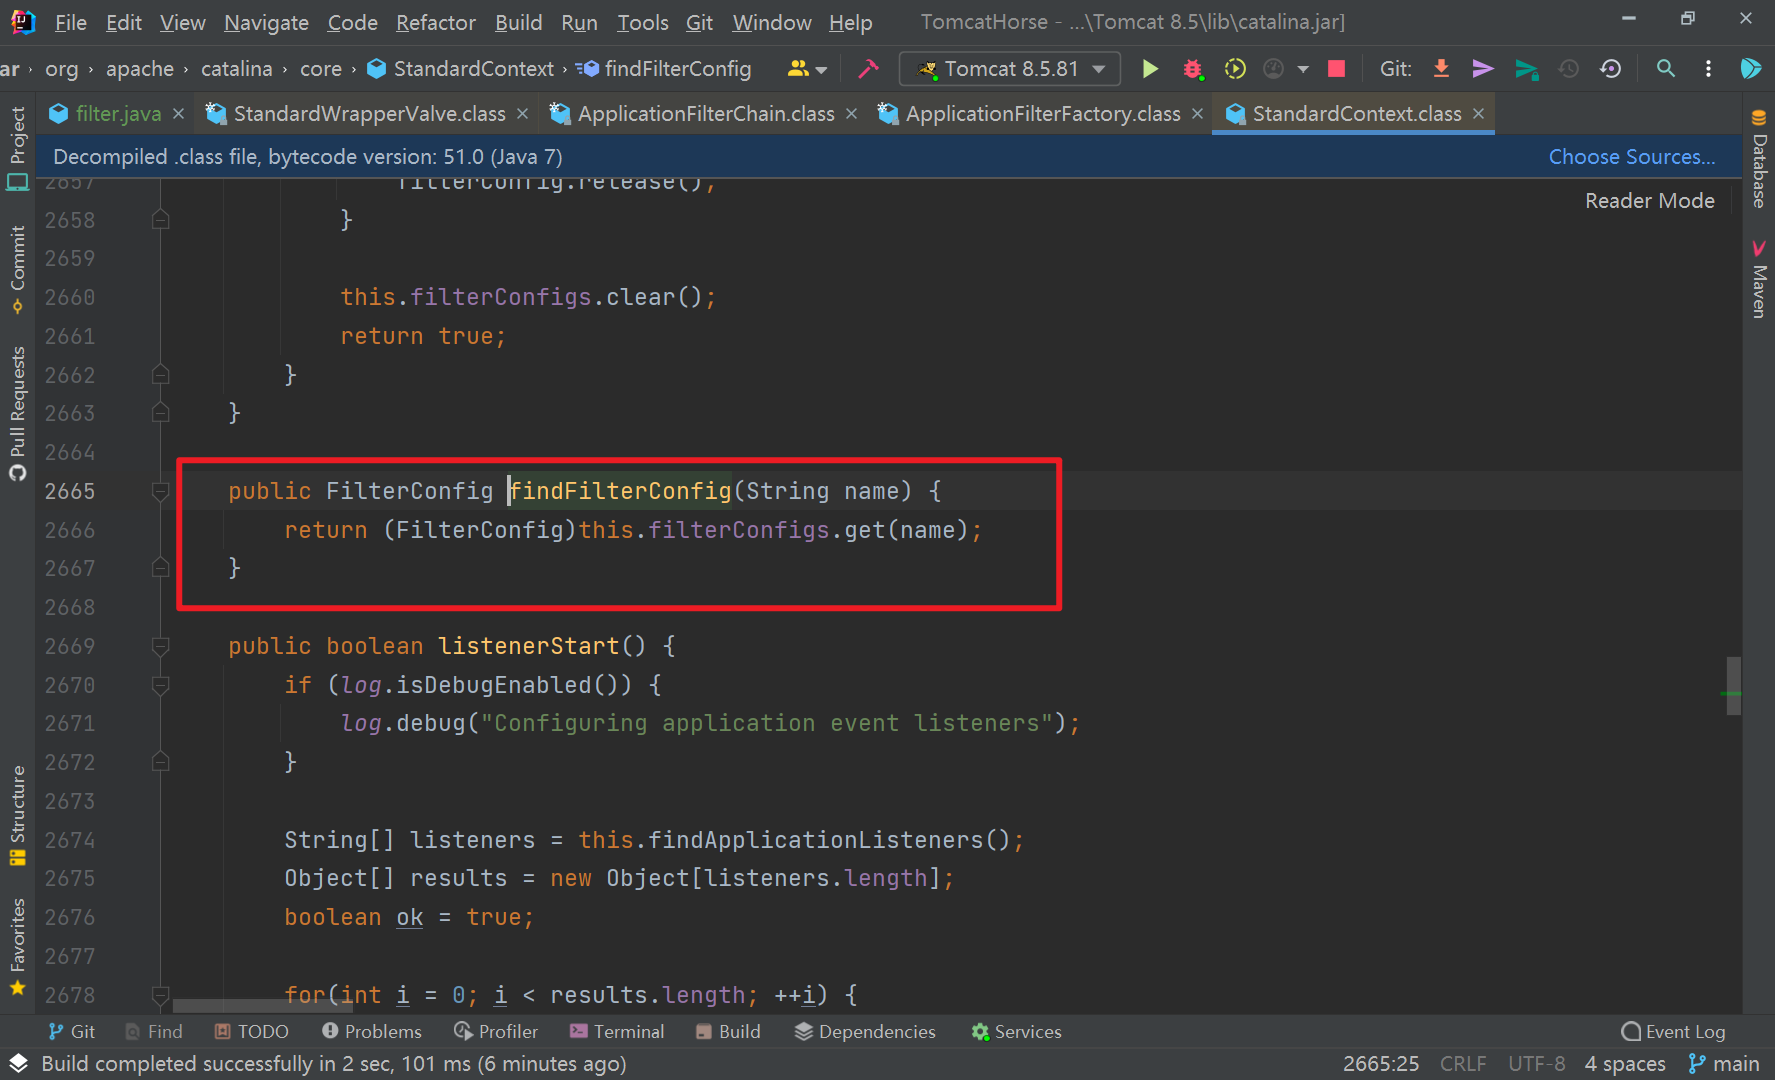 File Edit View Navigate Code Refactor Build Run Tools Git Window Help TomcatHorse - ...\Tomcat 8.5\lib\catalina.jar]
ar › org › apache › catalina › core › StandardContext › findFilterConfig Tomcat 8.5.81 Git:
filter.java StandardWrapperValve.class ApplicationFilterChain.class ApplicationFilterFactory.class StandardContext.class
Decompiled .class file, bytecode version: 51.0 (Java 7) Choose Sources...
Reader Mode
2657 filterConfig.release();
2658 }
2659
2660 this.filterConfigs.clear();
2661 return true;
2662 }
2663 }
2664
2665 public FilterConfig findFilterConfig(String name) {
2666 return (FilterConfig)this.filterConfigs.get(name);
2667 }
2668
2669 public boolean listenerStart() {
2670 if (log.isDebugEnabled()) {
2671 log.debug("Configuring application event listeners");
2672 }
2673
2674 String[] listeners = this.findApplicationListeners();
2675 Object[] results = new Object[listeners.length];
2676 boolean ok = true;
2677
2678 for(int i = 0; i < results.length; ++i) {
Project
Commit
Pull Requests
Structure
Favorites
Database
Maven
Git Find TODO Problems Profiler Terminal Build Dependencies Services Event Log
Build completed successfully in 2 sec, 101 ms (6 minutes ago) 2665:25 CRLF UTF-8 4 spaces main